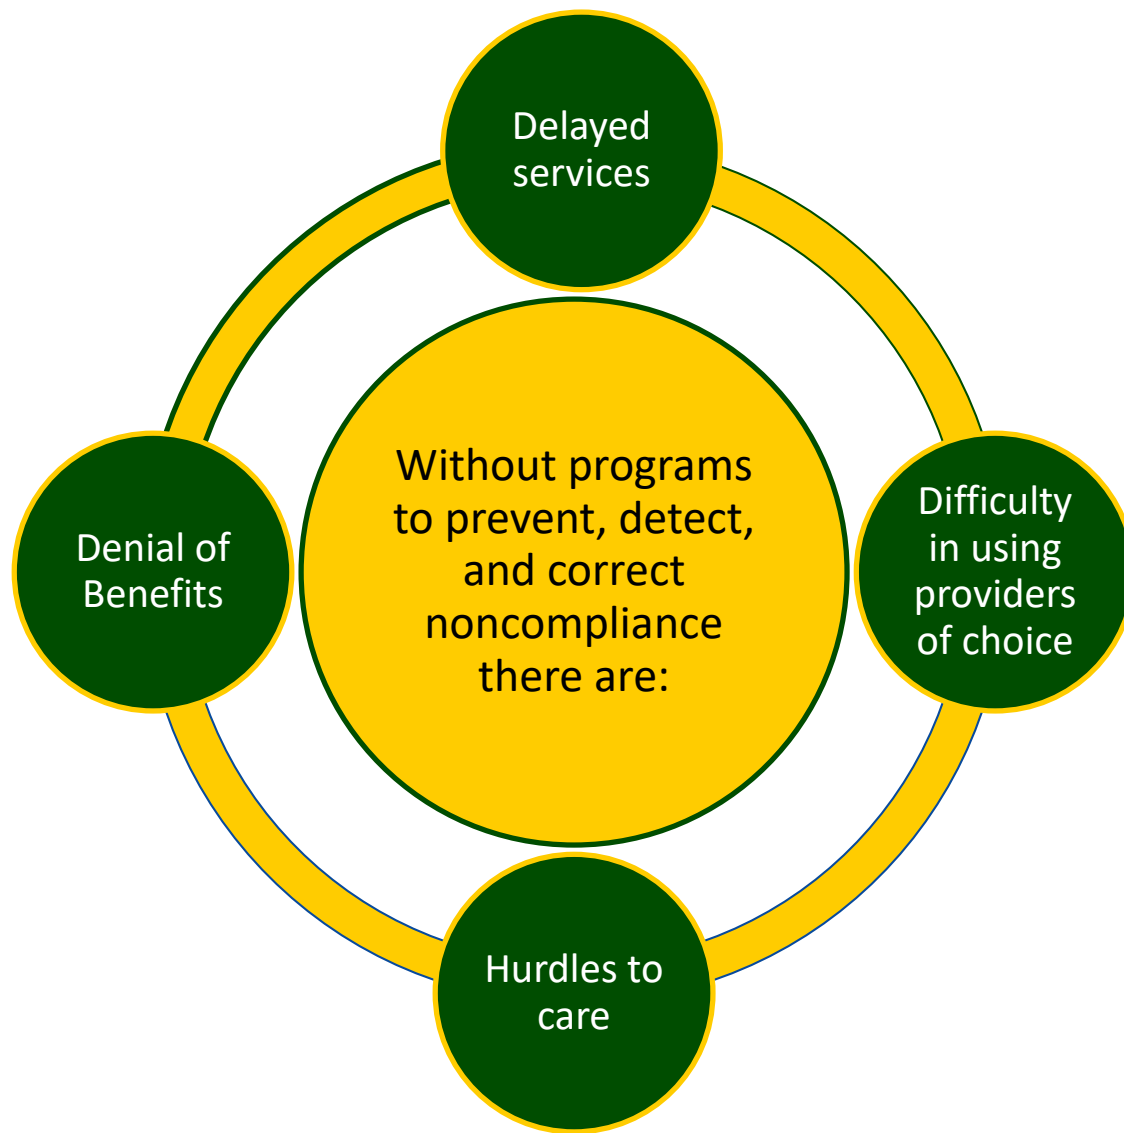 Delayed
services
Without programs
to prevent, detect,
and correct
noncompliance
there are:
Difficulty
in using
providers
of choice
Denial of
Benefits
Hurdles to
care